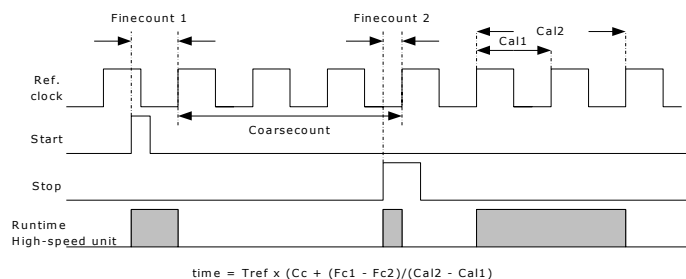 Finecount 1
Finecount 2
Cal2
Cal1
Ref.
clock
Coarsecount
Start
Stop
Runtime
High-speed unit
time = Tref x (Cc + (Fc1 - Fc2)/(Cal2 - Cal1)